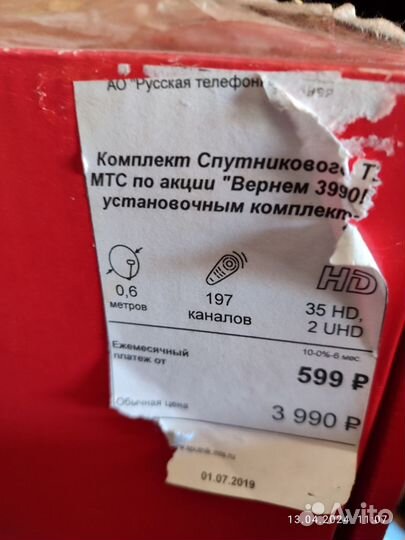 АО "Русская телефонн
Комплект Спутникового Т
МТС по акции "Вернем 3990!
установочным комплект
0,6
метров
197
каналов
HD
35 HD,
2 UHD
Ежемесячный
платеж от
10-0%-6 мес.
599 ₽
Обычная цена
3 990 ₽
01.07.2019
13.04.2024 11:07
Avito